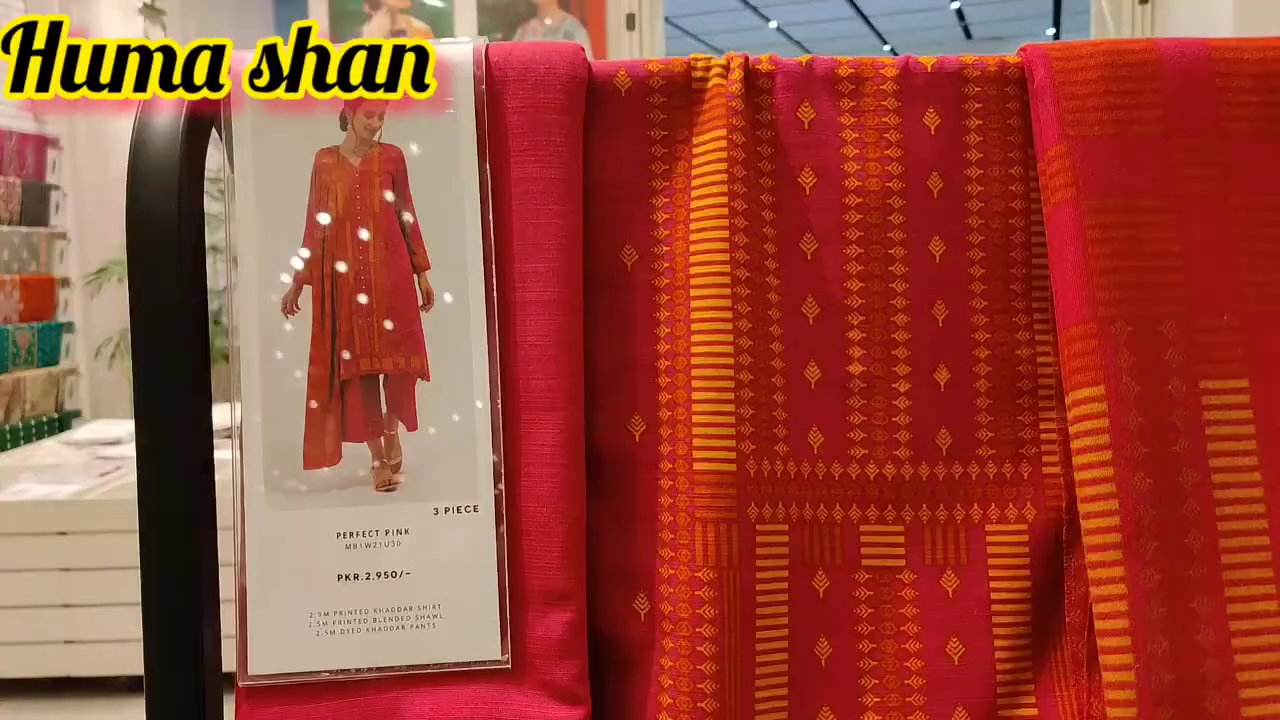 Huma shan
3 PIECE
PERFECT PINK
MB1W21U30
PKR.2,950/-
2.9M PRINTED KHADDAR SHIRT
2.5M PRINTED BLENDED SHAWL
2.5M DYED KHADDAR PANTS